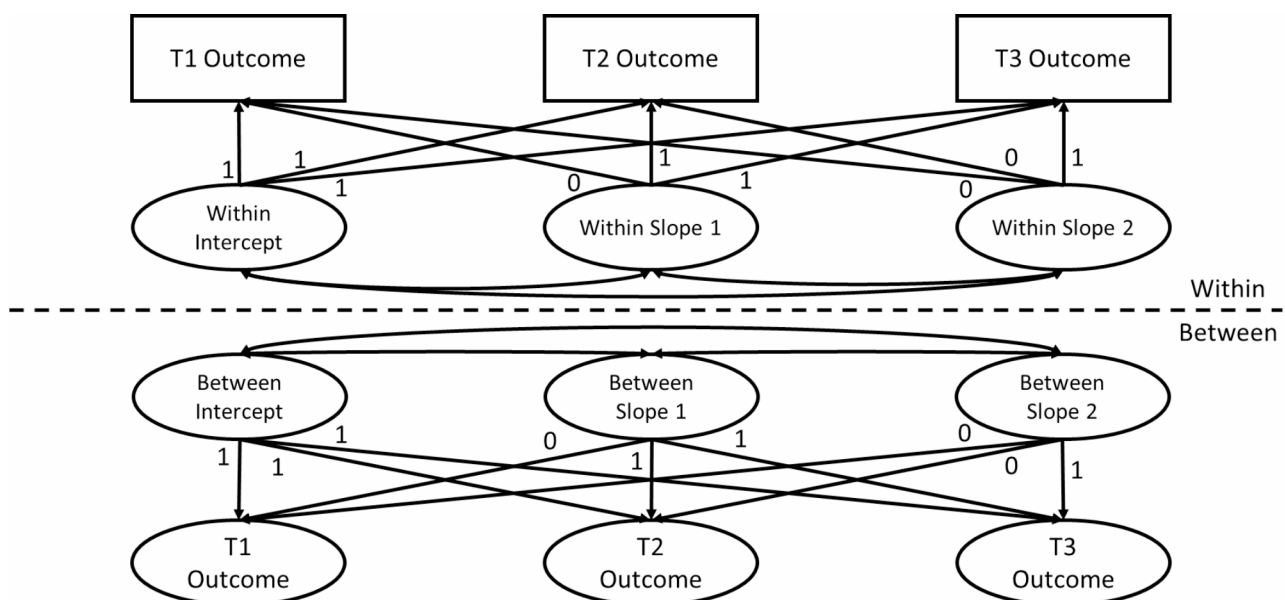 T1 Outcome
T2 Outcome
T3 Outcome
1
1
1
0
1
1
0
0
1
Within
Intercept
Within Slope 1
Within Slope 2
Within
Between
Between
Intercept
Between
Slope 1
Between
Slope 2
1
1
1
0
1
1
0
0
1
T1
Outcome
T2
Outcome
T3
Outcome